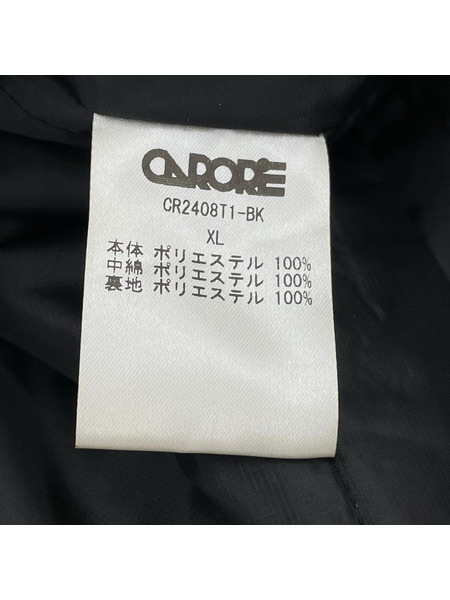 CARORE
CR2408T1-BK
XL
本体 ポリエステル 100%
中綿 ポリエステル 100%
裏地 ポリエステル 100%